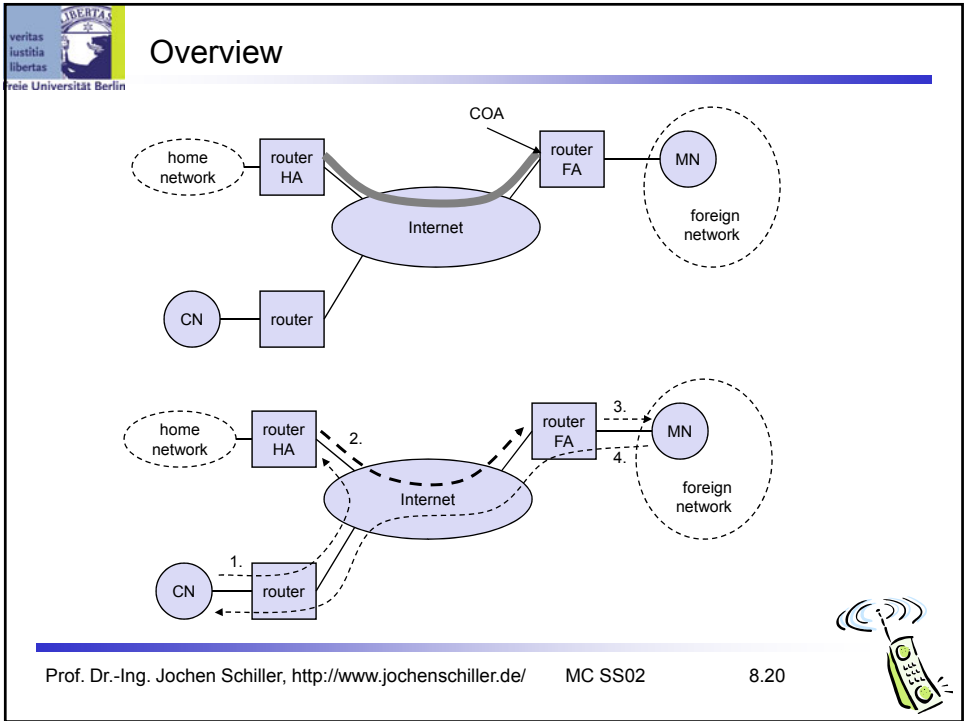 veritas
iustitia
libertas
LIBERTAS
Freie Universität Berlin
Overview
COA
home
network
router
HA
router
FA
MN
foreign
network
Internet
CN
router
home
network
router
HA
2.
router
FA
3.
MN
4.
foreign
network
Internet
1.
CN
router
Prof. Dr.-Ing. Jochen Schiller, http://www.jochenschiller.de/ MC SS02 8.20